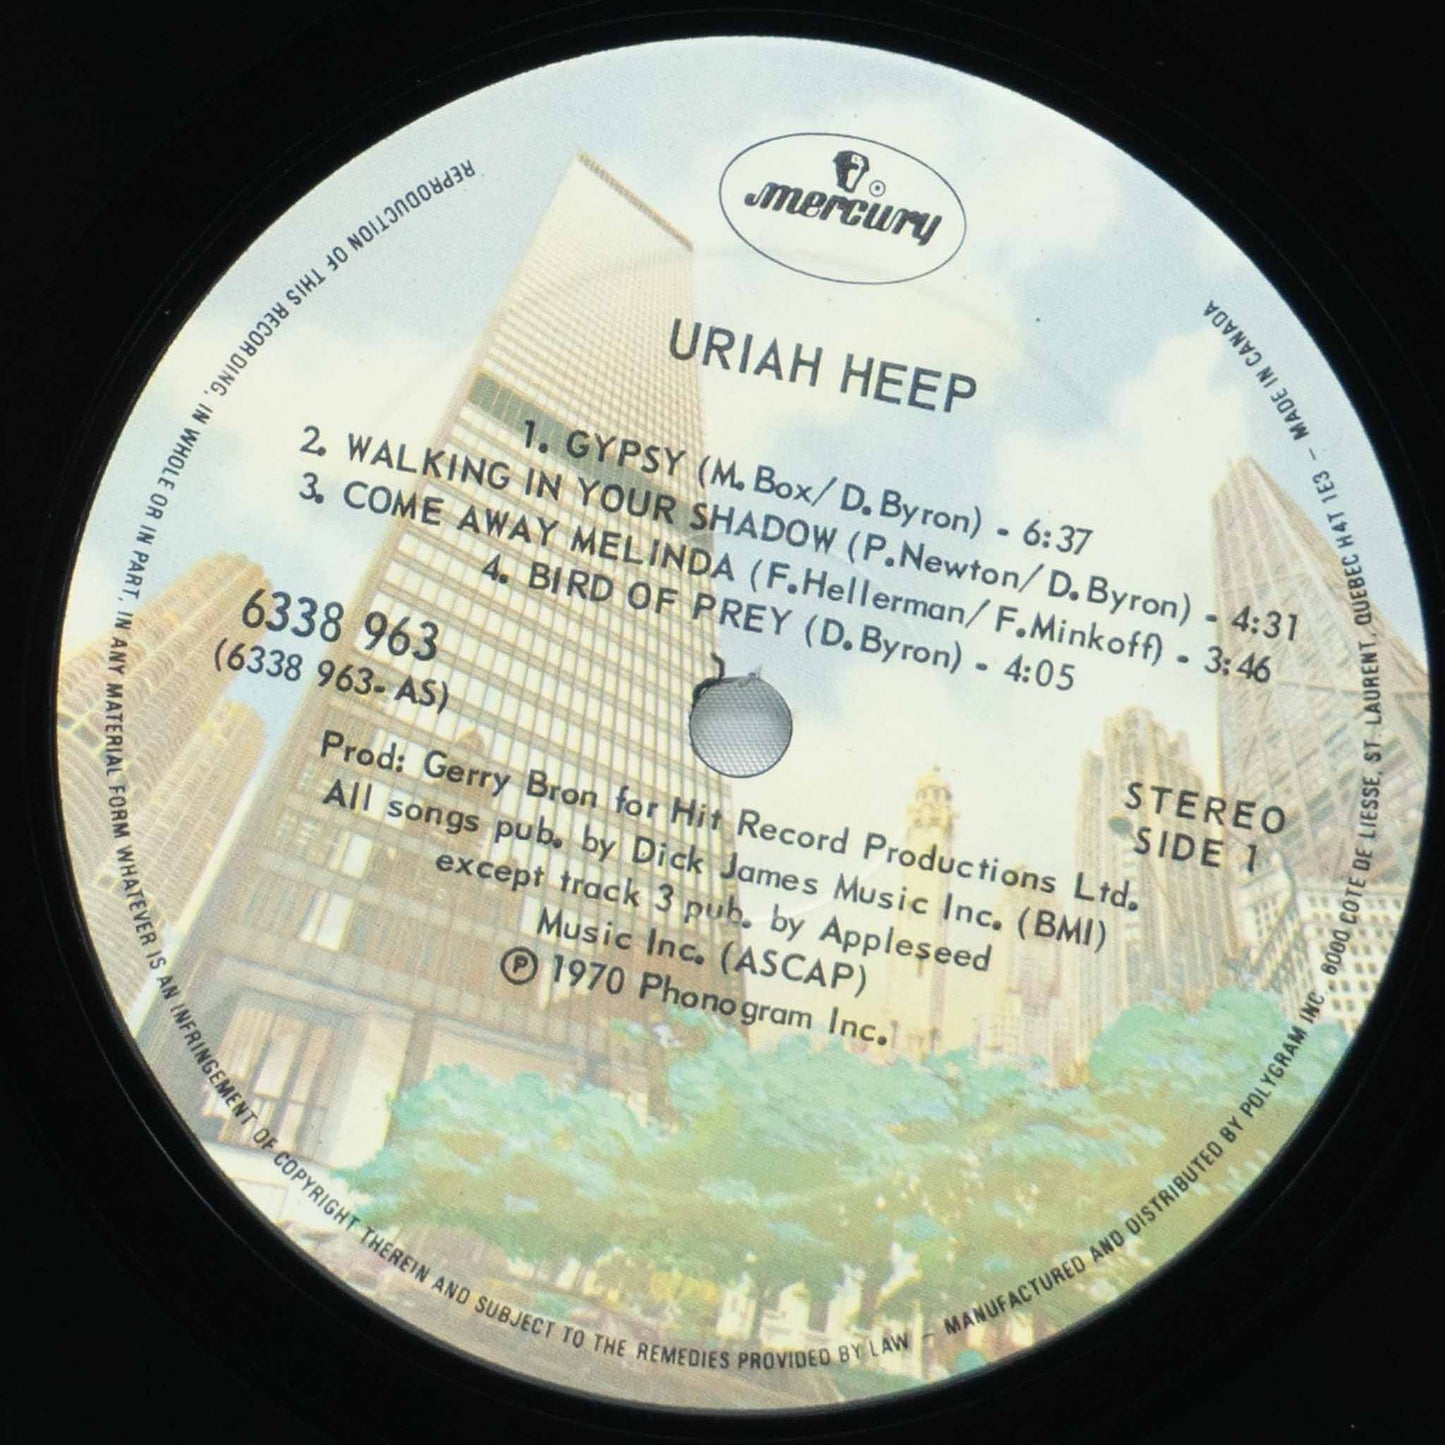 mercury
URIAH HEEP
1. GYPSY (M. Box/ D. Byron) - 6:37
2. WALKING IN YOUR SHADOW (P. Newton/ D. Byron) - 4:31
3. COME AWAY MELINDA (F. Hellerman/ F. Minkoff) - 3:46
4. BIRD OF PREY (D. Byron) - 4:05
6338 963
(6338 963-AS)
STEREO
SIDE 1
Prod: Gerry Bron for Hit Record Productions Ltd.
All songs pub. by Dick James Music Inc. (BMI)
except track 3 pub. by Appleseed
Music Inc. (ASCAP)
Ⓟ 1970 Phonogram Inc.
REPRODUCTION OF THIS RECORDING, IN WHOLE OR IN PART, IN ANY MATERIAL FORM WHATEVER IS AN INFRINGEMENT OF COPYRIGHT THEREIN AND SUBJECT TO THE REMEDIES PROVIDED BY LAW — MANUFACTURED AND DISTRIBUTED BY POLYGRAM INC 6000 COTE DE LIESSE, ST. LAURENT, QUEBEC H4T 1E3 — MADE IN CANADA